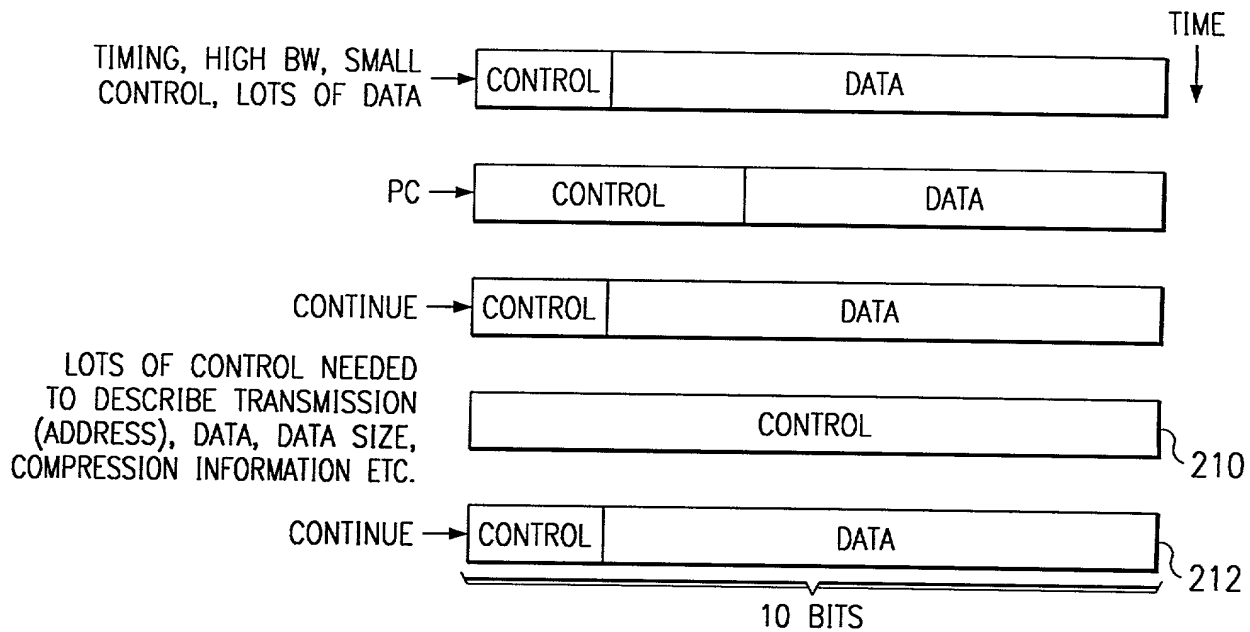 TIME
TIMING, HIGH BW, SMALL
CONTROL, LOTS OF DATA
CONTROL DATA
PC
CONTROL DATA
CONTINUE
CONTROL DATA
LOTS OF CONTROL NEEDED
TO DESCRIBE TRANSMISSION
(ADDRESS), DATA, DATA SIZE,
COMPRESSION INFORMATION ETC.
CONTROL
210
CONTINUE
CONTROL DATA
212
10 BITS